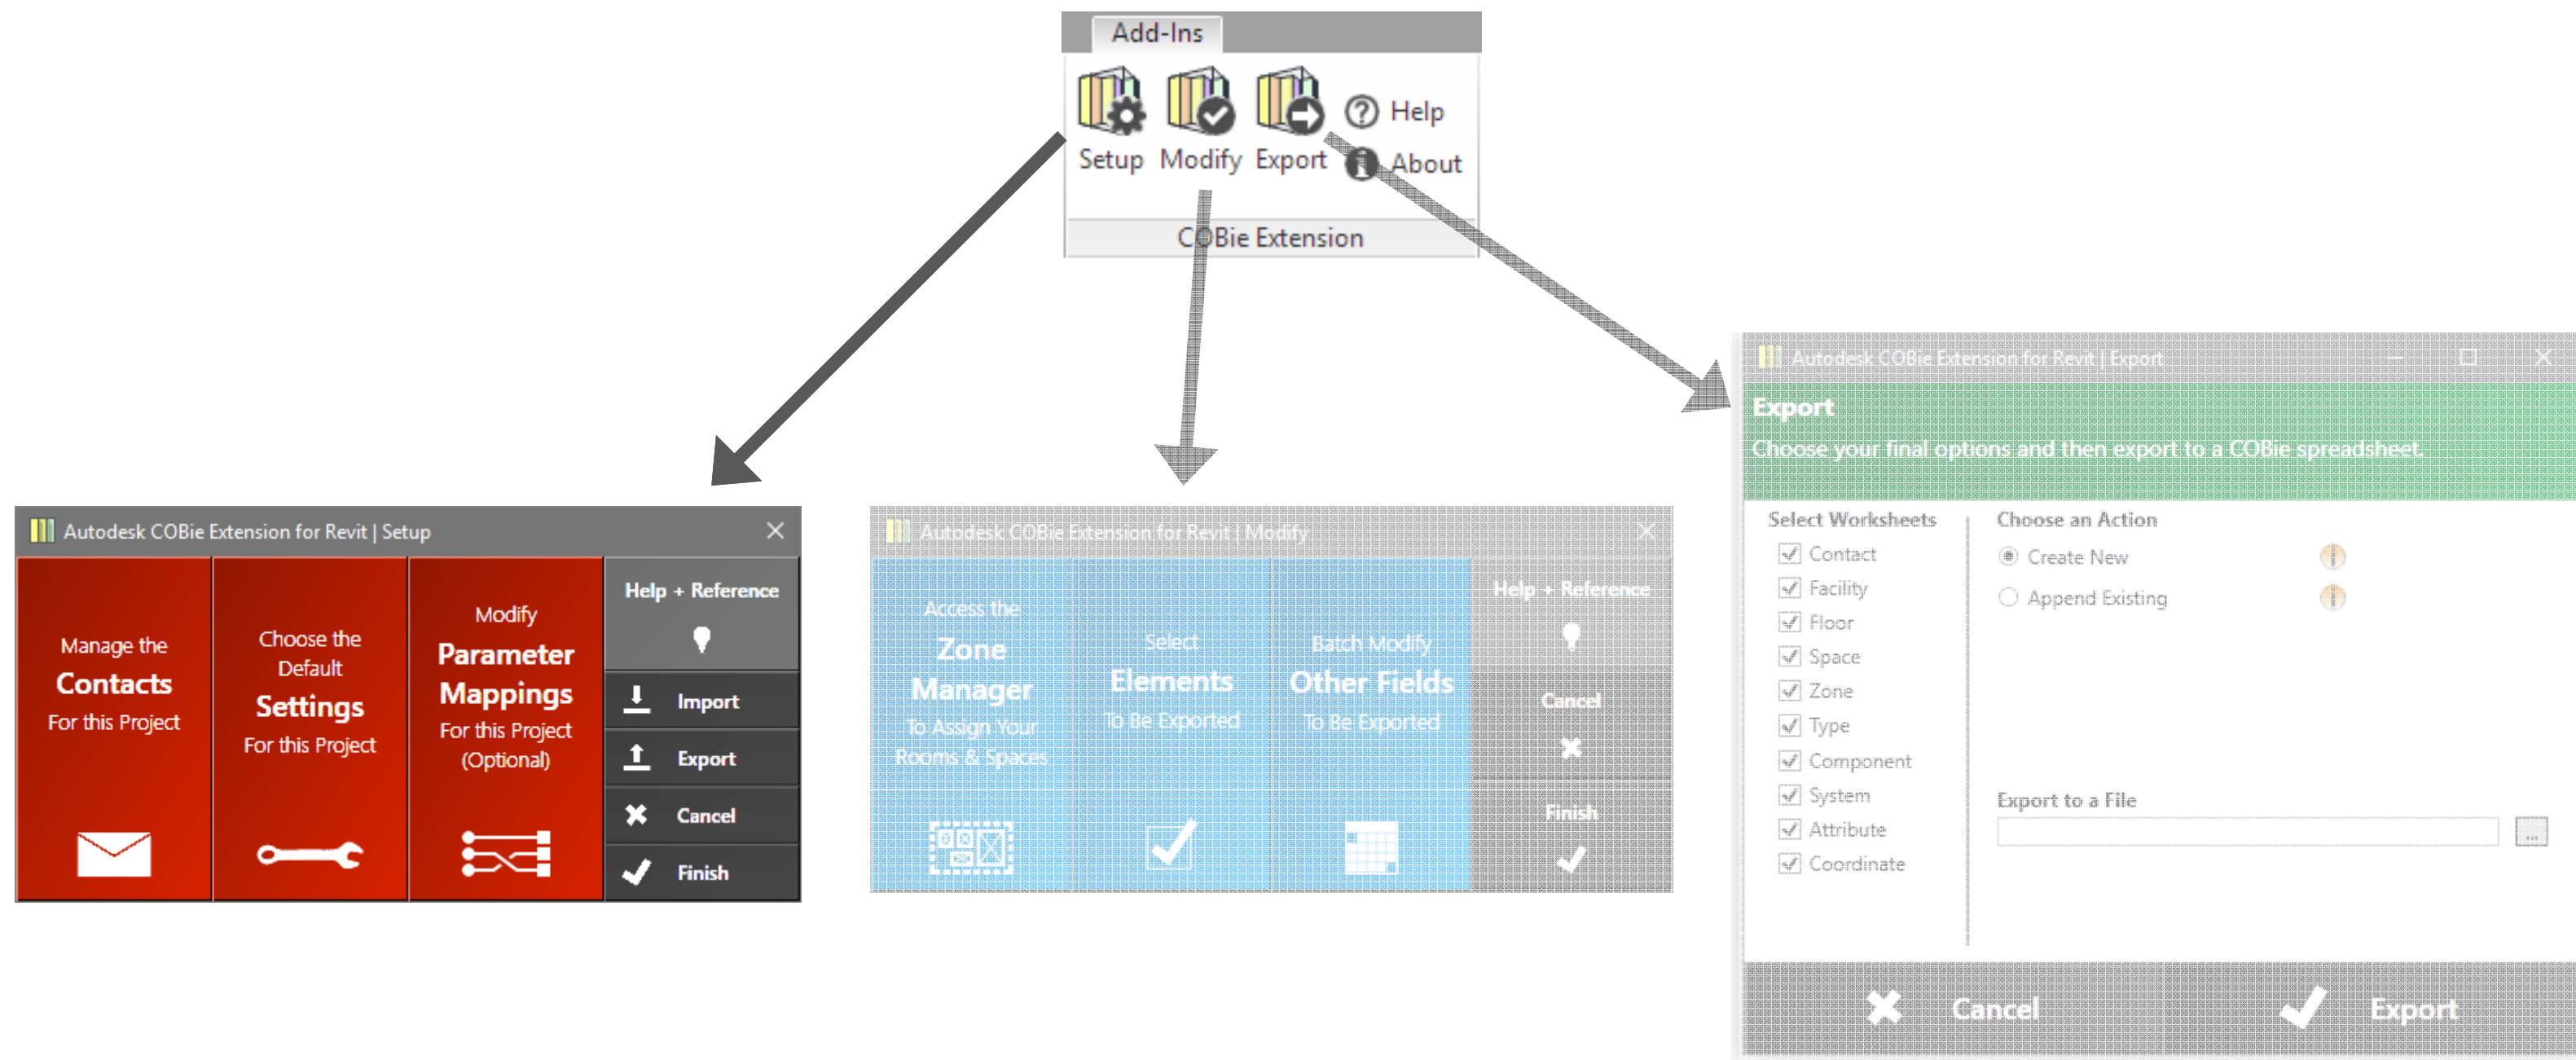 Add-Ins
Setup Modify Export
Help
About
COBie Extension
Autodesk COBie Extension for Revit | Setup
Manage the
Contacts
For this Project
Choose the
Default
Settings
For this Project
Modify
Parameter
Mappings
For this Project
(Optional)
Help + Reference
Import
Export
Cancel
Finish
Autodesk COBie Extension for Revit | Modify
Access the
Zone
Manager
To Assign Your
Rooms & Spaces
Select
Elements
To Be Exported
Batch Modify
Other Fields
To Be Exported
Help + Reference
Cancel
Finish
Autodesk COBie Extension for Revit | Export
Export
Choose your final options and then export to a COBie spreadsheet.
Select Worksheets
Contact
Facility
Floor
Space
Zone
Type
Component
System
Attribute
Coordinate
Choose an Action
Create New
Append Existing
Export to a File
...
Cancel
Export